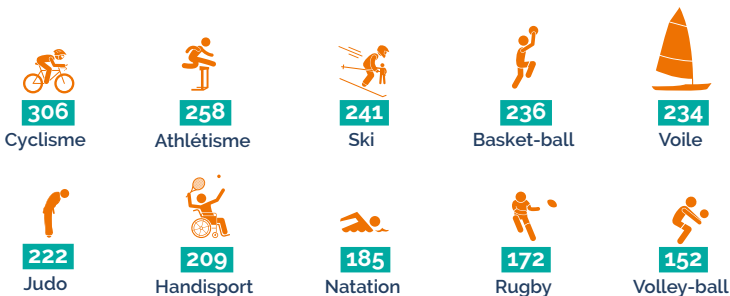 306 258 241 236 234
Cyclisme Athlétisme Ski Basket-ball Voile
222 209 185 172 152
Judo Handisport Natation Rugby Volley-ball